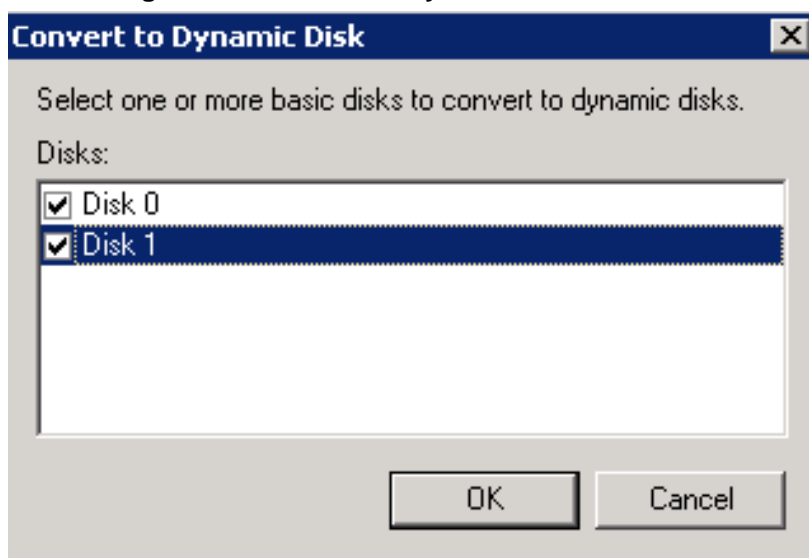 Convert to Dynamic Disk
Select one or more basic disks to convert to dynamic disks.
Disks:
Disk 0
Disk 1
OK Cancel